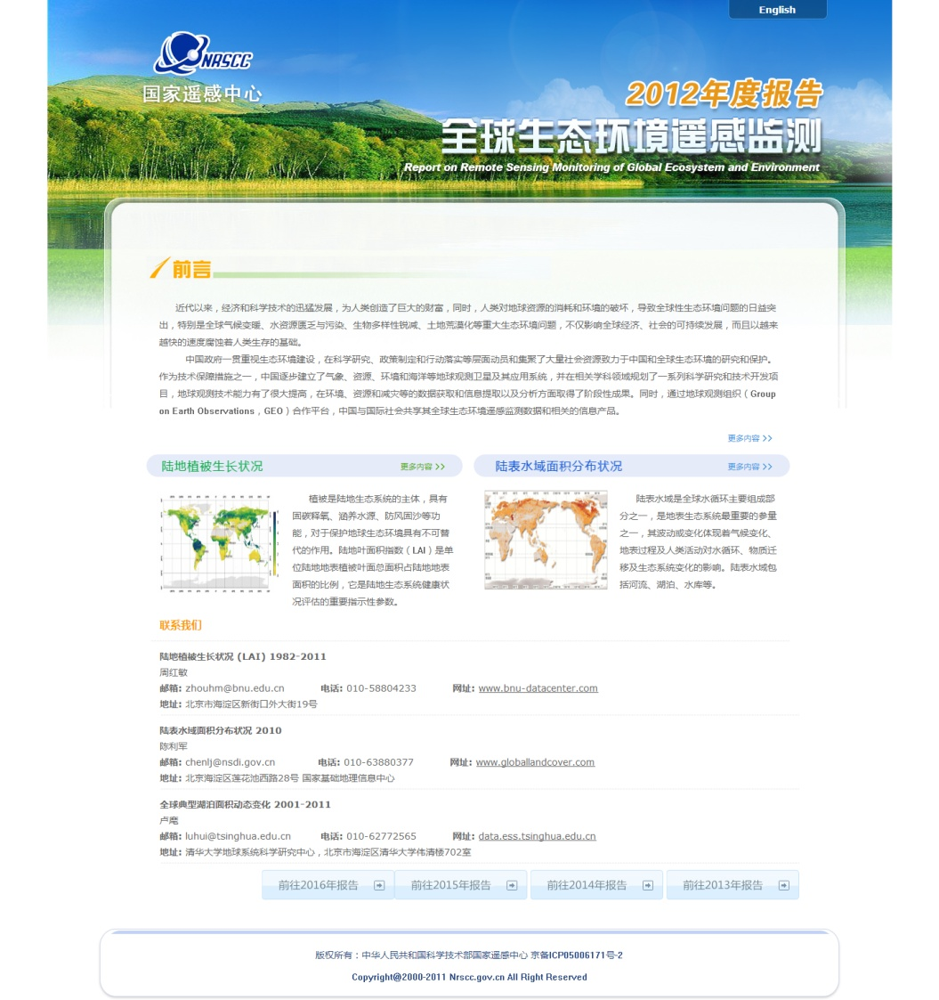 English
NRSCC
国家遥感中心
2012年度报告
全球生态环境遥感监测
Report on Remote Sensing Monitoring of Global Ecosystem and Environment
前言
近代以来，经济和科学技术的迅猛发展，为人类创造了巨大的财富，同时，人类对地球资源的消耗和环境的破坏，导致全球性生态环境问题的日益突
出，特别是全球气候变暖、水资源匮乏与污染、生物多样性锐减、土地荒漠化等重大生态环境问题，不仅影响全球经济、社会的可持续发展，而且以越来
越快的速度腐蚀着人类生存的基础。
中国政府一贯重视生态环境建设，在科学研究、政策制定和行动落实等层面动员和集聚了大量社会资源致力于中国和全球生态环境的研究和保护。
作为技术保障措施之一，中国逐步建立了气象、资源、环境和海洋等地球观测卫星及其应用系统，并在相关学科领域规划了一系列科学研究和技术开发项
目，地球观测技术能力有了很大提高，在环境、资源和减灾等的数据获取和信息提取以及分析方面取得了阶段性成果。同时，通过地球观测组织（Group
on Earth Observations，GEO）合作平台，中国与国际社会共享其全球生态环境遥感监测数据和相关的信息产品。
更多内容 >>
陆地植被生长状况
更多内容 >>
植被是陆地生态系统的主体，具有
固碳释氧、涵养水源、防风固沙等功
能，对于保护地球生态环境具有不可替
代的作用。陆地叶面积指数（LAI）是单
位陆地地表植被叶面总面积占陆地地表
面积的比例，它是陆地生态系统健康状
况评估的重要指示性参数。
陆表水域面积分布状况
更多内容 >>
陆表水域是全球水循环主要组成部
分之一，是地表生态系统最重要的参量
之一，其波动或变化体现着气候变化、
地表过程及人类活动对水循环、物质迁
移及生态系统变化的影响。陆表水域包
括河流、湖泊、水库等。
联系我们
陆地植被生长状况 (LAI) 1982-2011
周红敏
邮箱: zhouhm@bnu.edu.cn 电话: 010-58804233 网址: www.bnu-datacenter.com
地址: 北京市海淀区新街口外大街19号
陆表水域面积分布状况 2010
陈利军
邮箱: chenlj@nsdi.gov.cn 电话: 010-63880377 网址: www.globallandcover.com
地址: 北京海淀区莲花池西路28号 国家基础地理信息中心
全球典型湖泊面积动态变化 2001-2011
卢麾
邮箱: luhui@tsinghua.edu.cn 电话: 010-62772565 网址: data.ess.tsinghua.edu.cn
地址: 清华大学地球系统科学研究中心，北京市海淀区清华大学伟清楼702室
前往2016年报告
前往2015年报告
前往2014年报告
前往2013年报告
版权所有：中华人民共和国科学技术部国家遥感中心 京备ICP05006171号-2
Copyright@2000-2011 Nrscc.gov.cn All Right Reserved